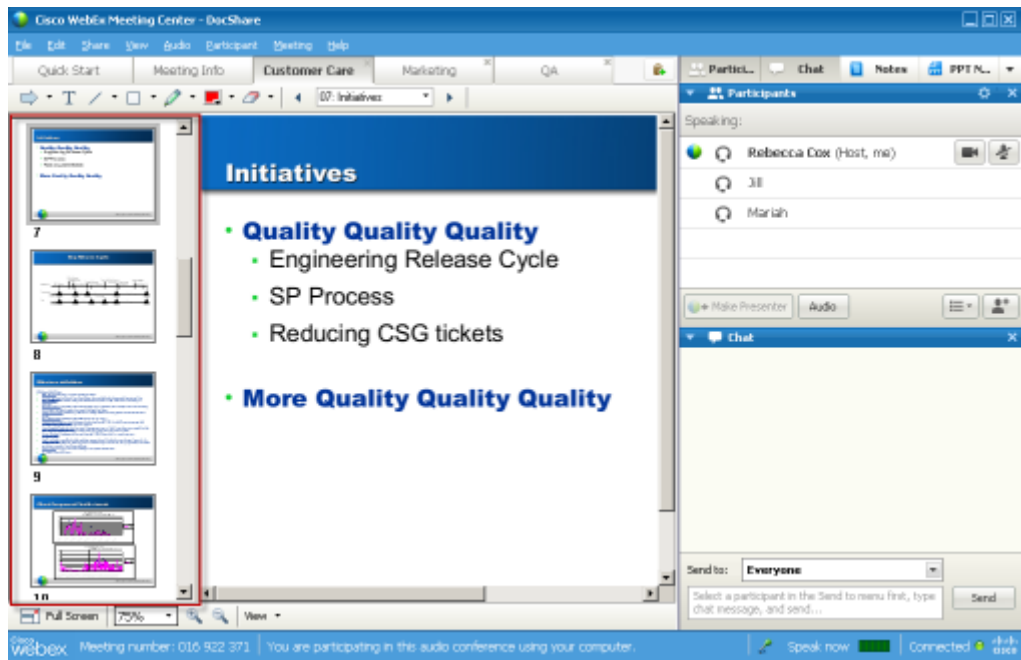 Cisco WebEx Meeting Center - DocShare
File Edit Share View Audio Participant Meeting Help
Quick Start Meeting Info Customer Care Marketing QA
Partici... Chat Notes PPT N...
T 07: Initiatives
Participants
Speaking:
Rebecca Cox (Host, me)
Jill
Mariah
Make Presenter Audio
Chat
7
8
9
10
Initiatives
Quality Quality Quality
Engineering Release Cycle
SP Process
Reducing CSG tickets
More Quality Quality Quality
Send to: Everyone
Select a participant in the Send to menu first, type
chat message, and send...
Send
Full Screen 75% View
Cisco
webex Meeting number: 016 922 371 You are participating in this audio conference using your computer. Speak now Connected
cisco